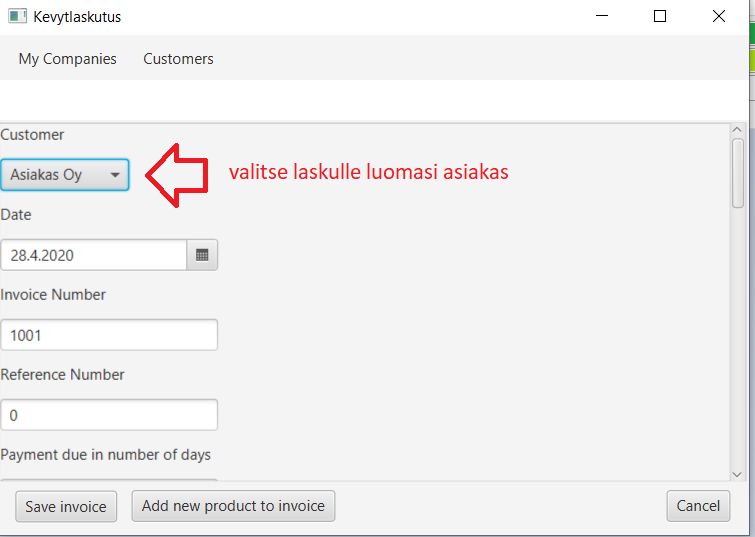 Kevytlaskutus
My Companies Customers
Customer
Asiakas Oy
valitse laskulle luomasi asiakas
Date
28.4.2020
Invoice Number
1001
Reference Number
0
Payment due in number of days
Save invoice Add new product to invoice Cancel